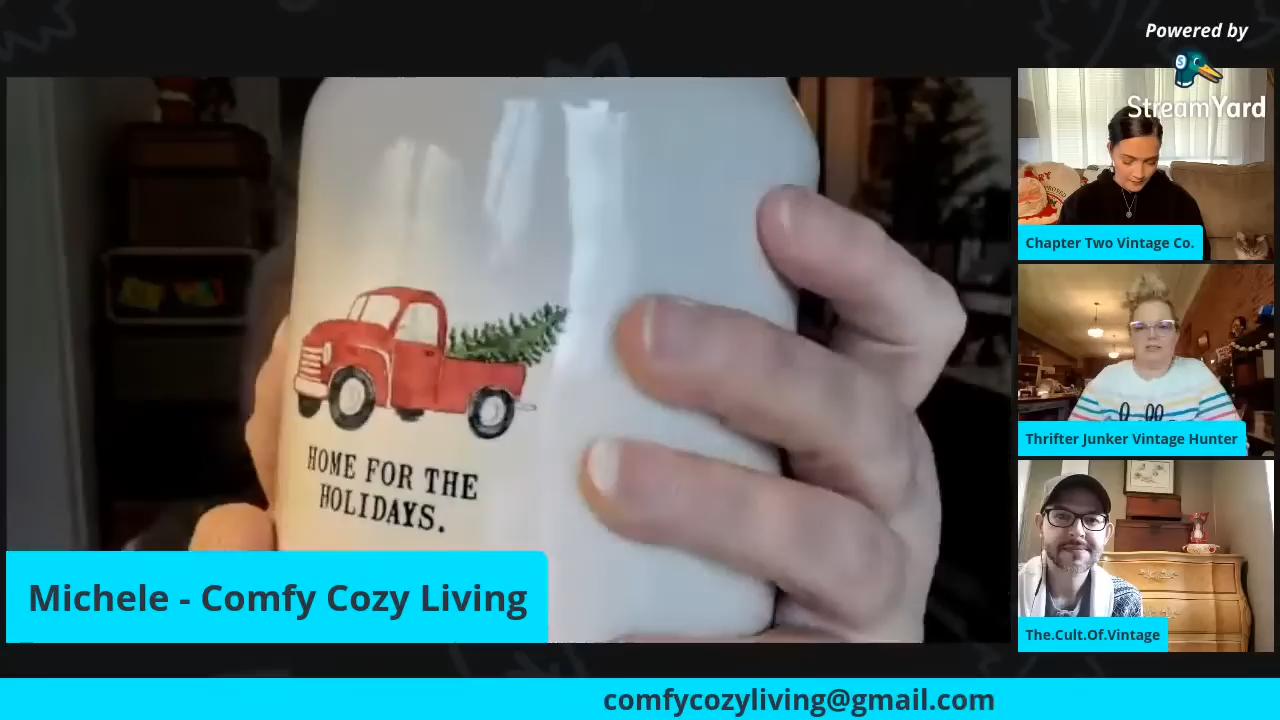 Powered by
StreamYard
HOME FOR THE
HOLIDAYS.
Michele - Comfy Cozy Living
Chapter Two Vintage Co.
Thrifter Junker Vintage Hunter
The.Cult.Of.Vintage
comfycozyliving@gmail.com